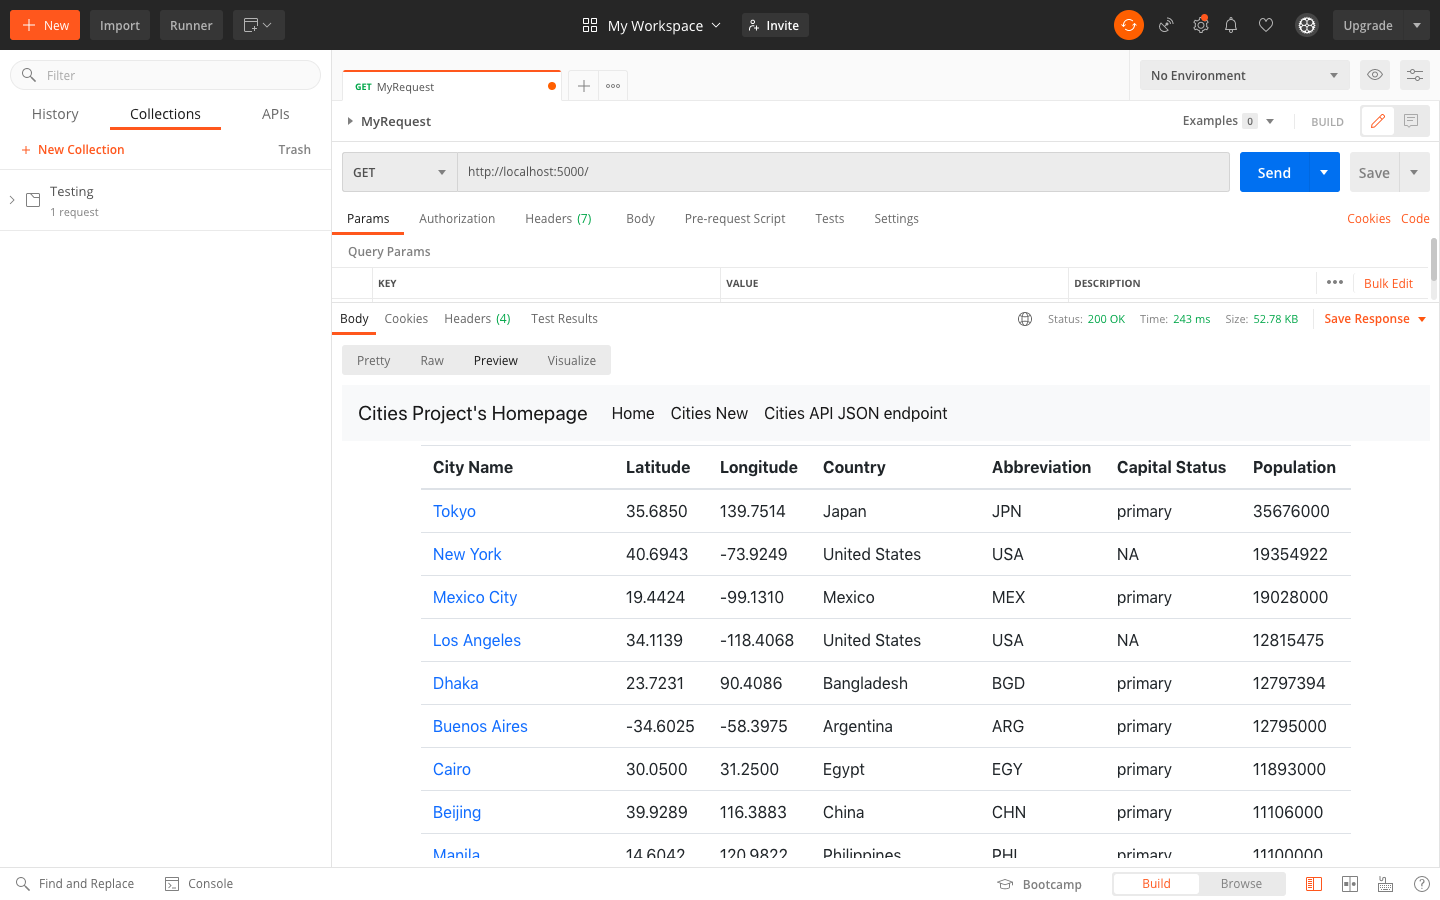 New Import Runner My Workspace Invite Upgrade
Filter
History Collections APIs
New Collection Trash
Testing
1 request
GET MyRequest
No Environment
MyRequest Examples 0 BUILD
GET http://localhost:5000/ Send Save
Params Authorization Headers (7) Body Pre-request Script Tests Settings Cookies Code
Query Params
KEY VALUE DESCRIPTION Bulk Edit
Body Cookies Headers (4) Test Results Status: 200 OK Time: 243 ms Size: 52.78 KB Save Response
Pretty Raw Preview Visualize
Cities Project's Homepage Home Cities New Cities API JSON endpoint
City Name Latitude Longitude Country Abbreviation Capital Status Population
Tokyo 35.6850 139.7514 Japan JPN primary 35676000
New York 40.6943 -73.9249 United States USA NA 19354922
Mexico City 19.4424 -99.1310 Mexico MEX primary 19028000
Los Angeles 34.1139 -118.4068 United States USA NA 12815475
Dhaka 23.7231 90.4086 Bangladesh BGD primary 12797394
Buenos Aires -34.6025 -58.3975 Argentina ARG primary 12795000
Cairo 30.0500 31.2500 Egypt EGY primary 11893000
Beijing 39.9289 116.3883 China CHN primary 11106000
Manila 14.6042 120.9822 Philippines PHL primary 11100000
Find and Replace Console Bootcamp Build Browse